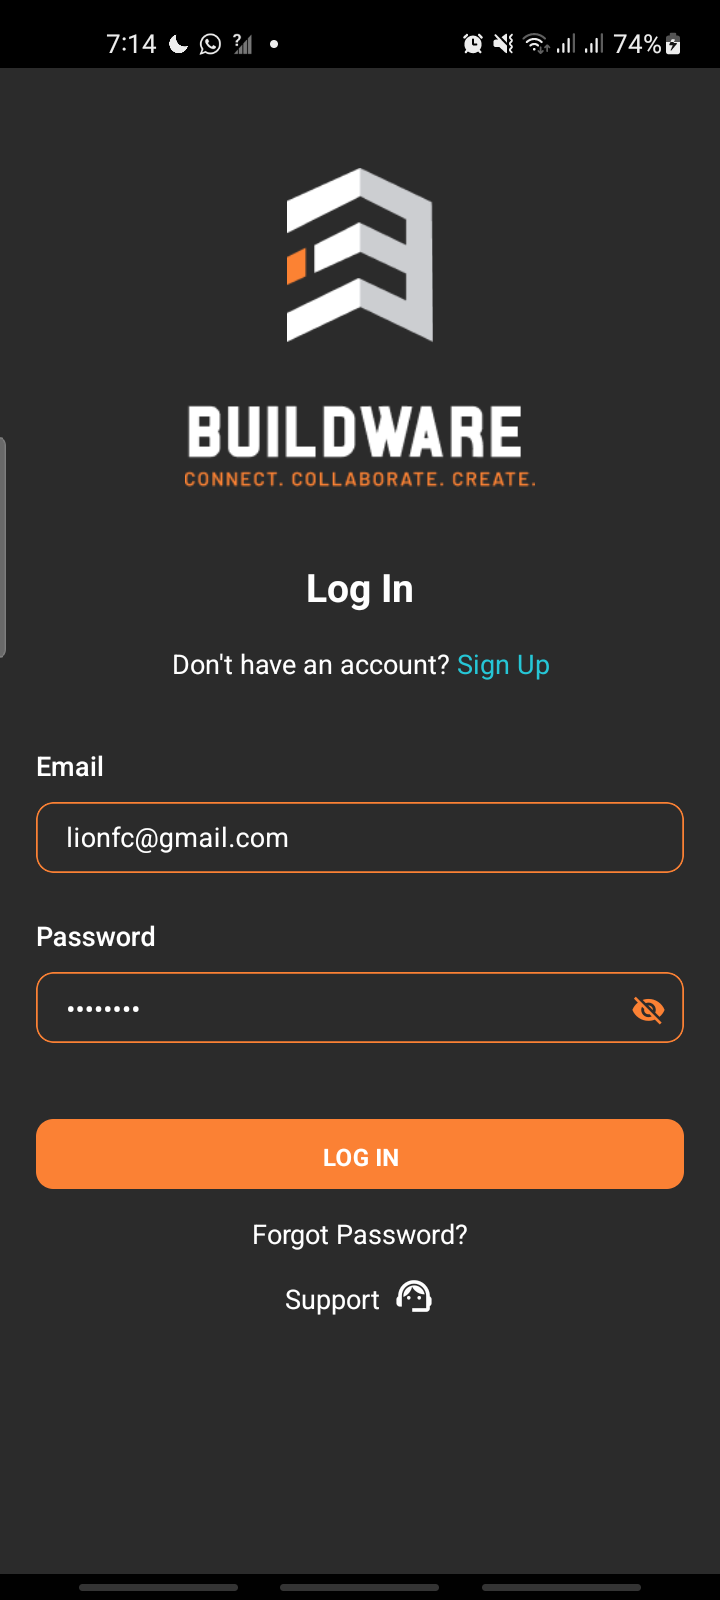 7:14 74%
BUILDWARE
CONNECT. COLLABORATE. CREATE.
Log In
Don't have an account? Sign Up
Email
lionfc@gmail.com
Password
••••••••
LOG IN
Forgot Password?
Support